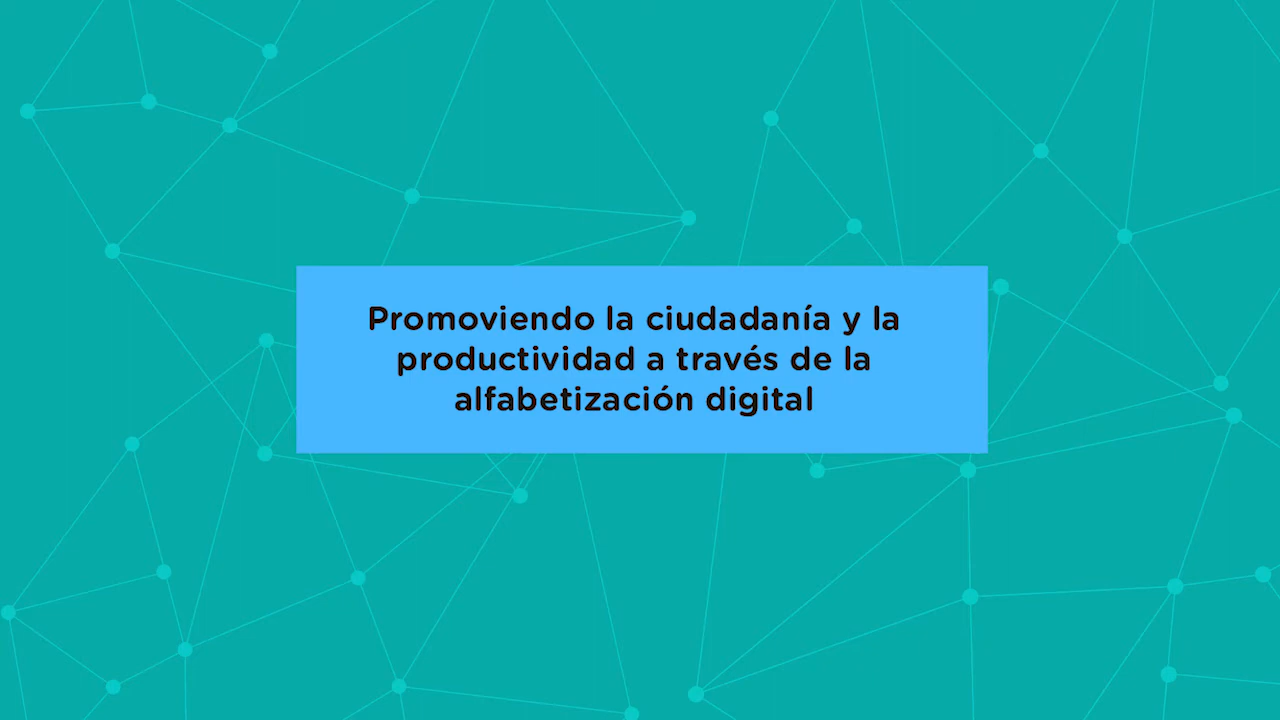 Promoviendo la ciudadanía y la
productividad a través de la
alfabetización digital